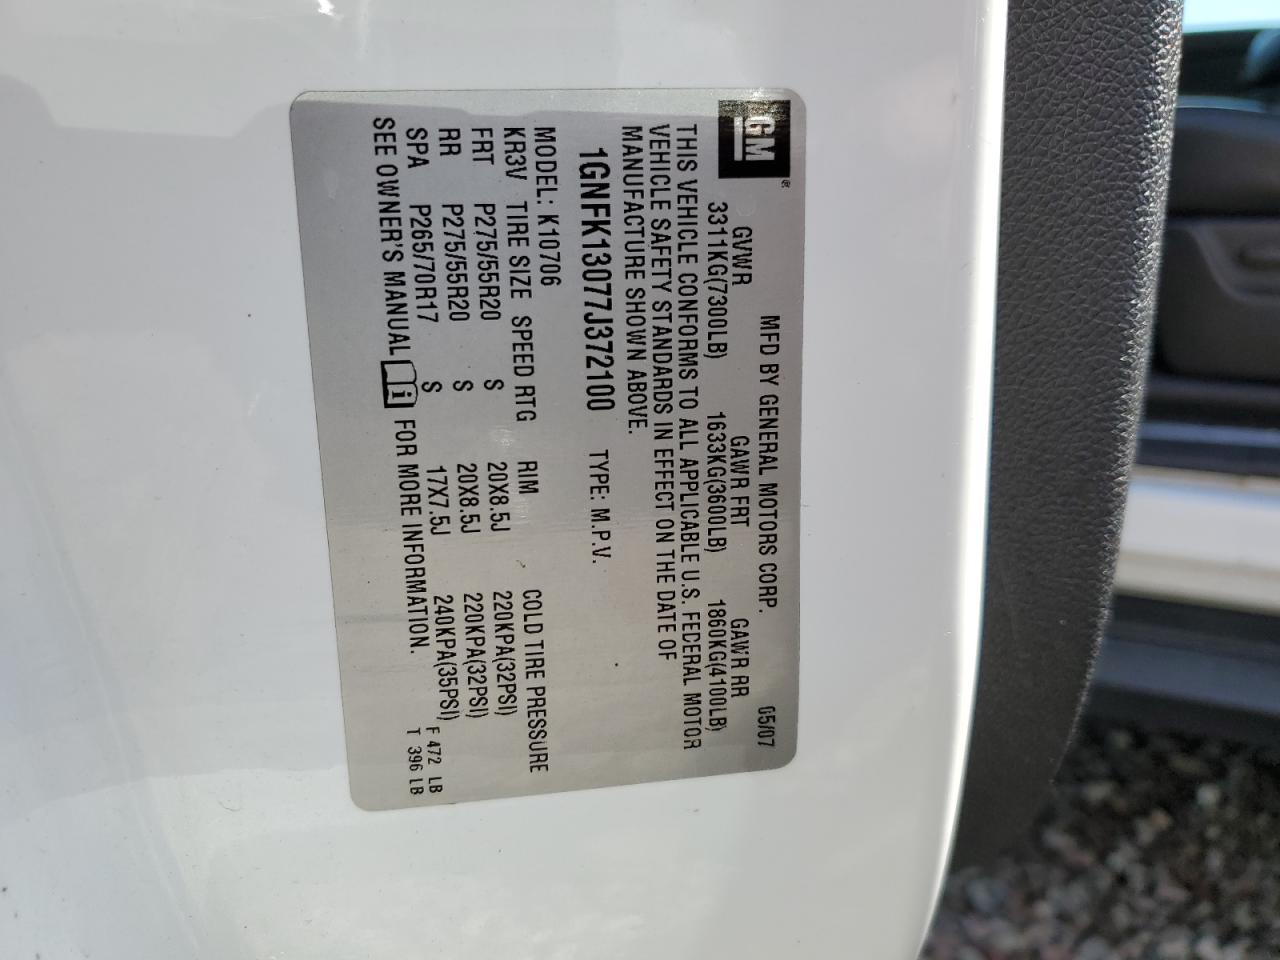 GM ® MFD BY GENERAL MOTORS CORP. 05/07
GVWR GAWR FRT GAWR RR
3311KG(7300LB) 1633KG(3600LB) 1860KG(4100LB)
THIS VEHICLE CONFORMS TO ALL APPLICABLE U.S. FEDERAL MOTOR
VEHICLE SAFETY STANDARDS IN EFFECT ON THE DATE OF
MANUFACTURE SHOWN ABOVE.
1GNFK13077J372100 TYPE: M.P.V.
MODEL: K10706
KR3V TIRE SIZE SPEED RTG RIM COLD TIRE PRESSURE
FRT P275/55R20 S 20X8.5J 220KPA(32PSI)
RR P275/55R20 S 20X8.5J 220KPA(32PSI)
SPA P265/70R17 S 17X7.5J 240KPA(35PSI) F 472 LB
SEE OWNER'S MANUAL i FOR MORE INFORMATION. T 396 LB